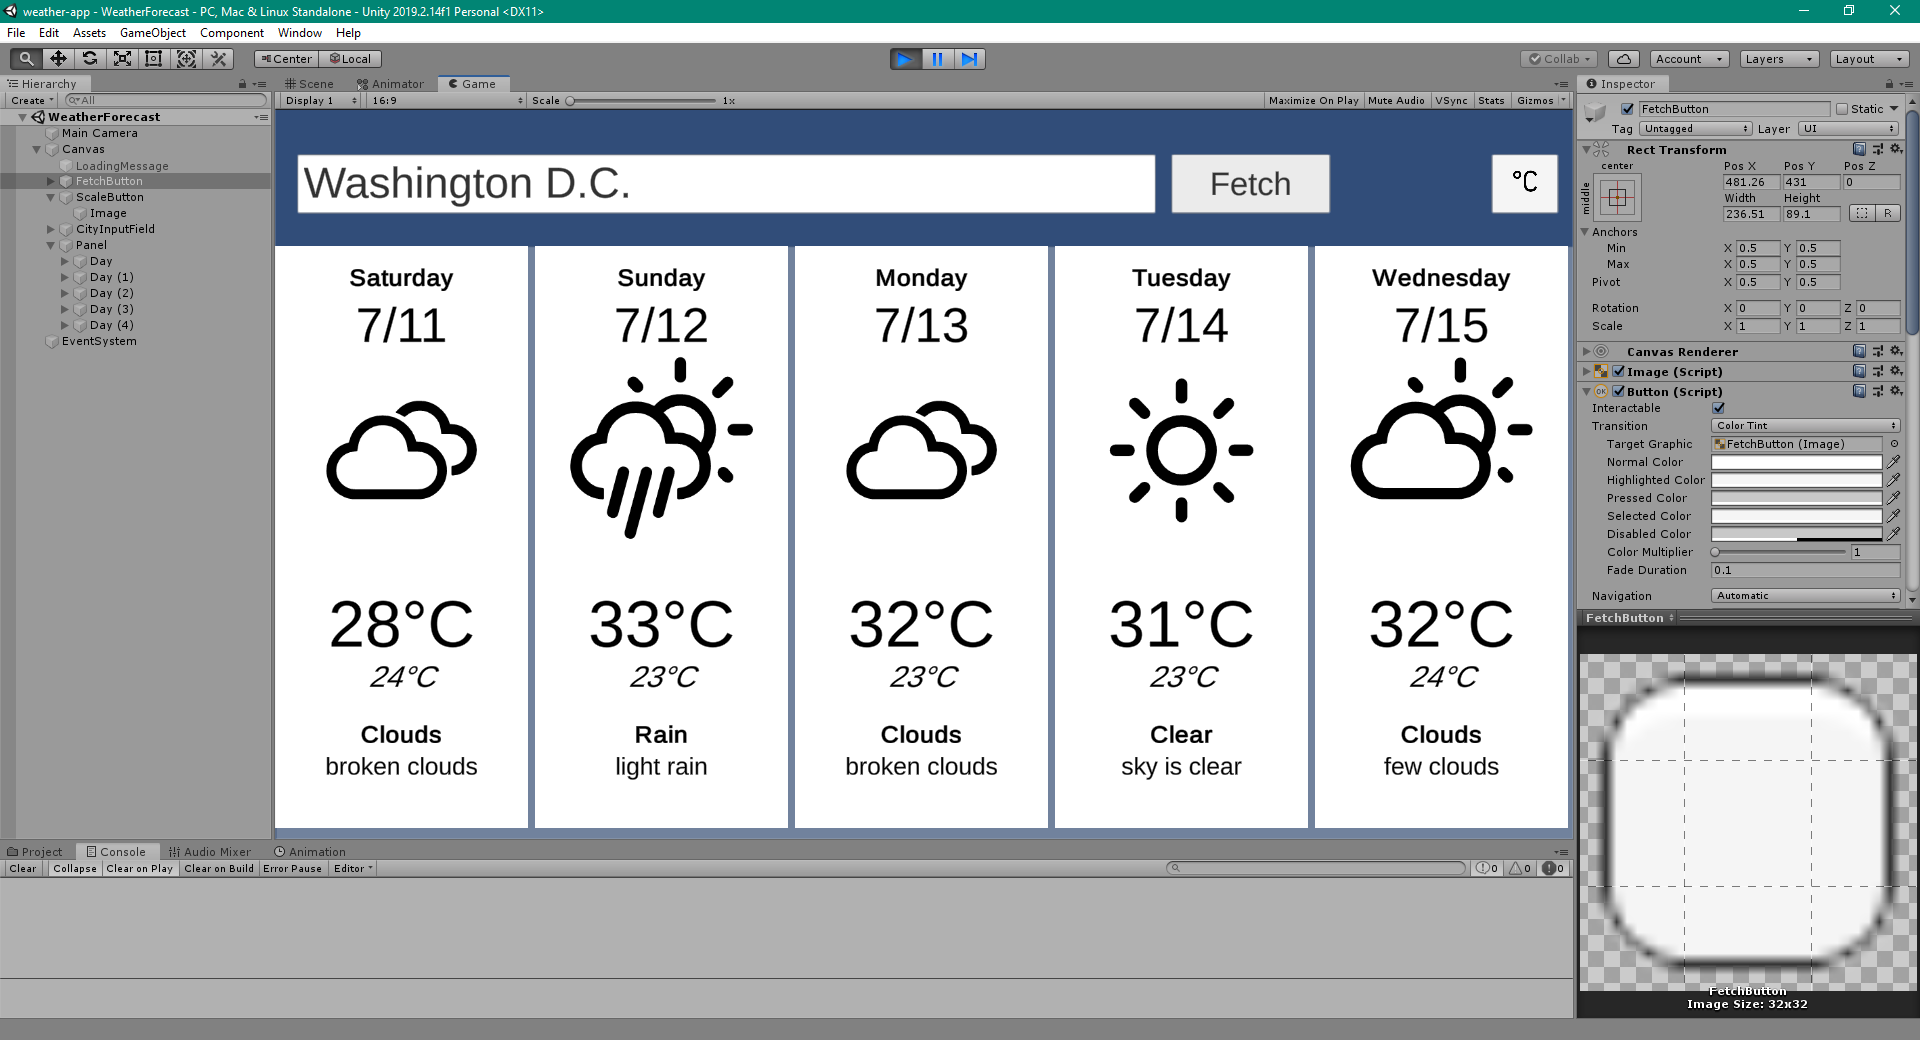 weather-app - WeatherForecast - PC, Mac & Linux Standalone - Unity 2019.2.14f1 Personal <DX11>
File Edit Assets GameObject Component Window Help
Center Local
Collab Account Layers Layout
Hierarchy
Create All
WeatherForecast
Main Camera
Canvas
LoadingMessage
FetchButton
ScaleButton
Image
CityInputField
Panel
Day
Day (1)
Day (2)
Day (3)
Day (4)
EventSystem
Scene Animator Game
Display 1 16:9 Scale 1x Maximize On Play Mute Audio VSync Stats Gizmos
Washington D.C. Fetch °C
Saturday Sunday Monday Tuesday Wednesday
7/11 7/12 7/13 7/14 7/15
28°C 33°C 32°C 31°C 32°C
24°C 23°C 23°C 23°C 24°C
Clouds Rain Clouds Clear Clouds
broken clouds light rain broken clouds sky is clear few clouds
Project Console Audio Mixer Animation
Clear Collapse Clear on Play Clear on Build Error Pause Editor 0 0 0
Inspector
FetchButton Static
Tag Untagged Layer UI
Rect Transform
center Pos X Pos Y Pos Z
middle 481.26 431 0
Width Height
236.51 89.1 R
Anchors
Min X 0.5 Y 0.5
Max X 0.5 Y 0.5
Pivot X 0.5 Y 0.5
Rotation X 0 Y 0 Z 0
Scale X 1 Y 1 Z 1
Canvas Renderer
Image (Script)
OK Button (Script)
Interactable
Transition Color Tint
Target Graphic FetchButton (Image)
Normal Color
Highlighted Color
Pressed Color
Selected Color
Disabled Color
Color Multiplier 1
Fade Duration 0.1
Navigation Automatic
FetchButton
FetchButton
Image Size: 32x32